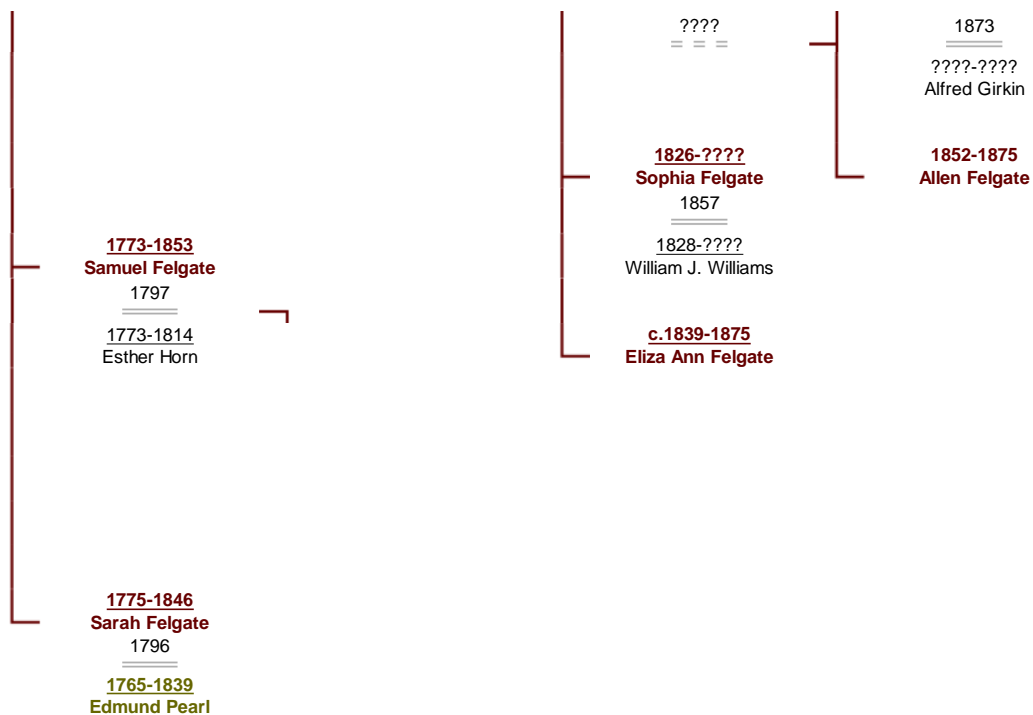 ????
1873
????-????
Alfred Girkin
1826-????
Sophia Felgate
1857
1828-????
William J. Williams
1852-1875
Allen Felgate
1773-1853
Samuel Felgate
1797
1773-1814
Esther Horn
c.1839-1875
Eliza Ann Felgate
1775-1846
Sarah Felgate
1796
1765-1839
Edmund Pearl